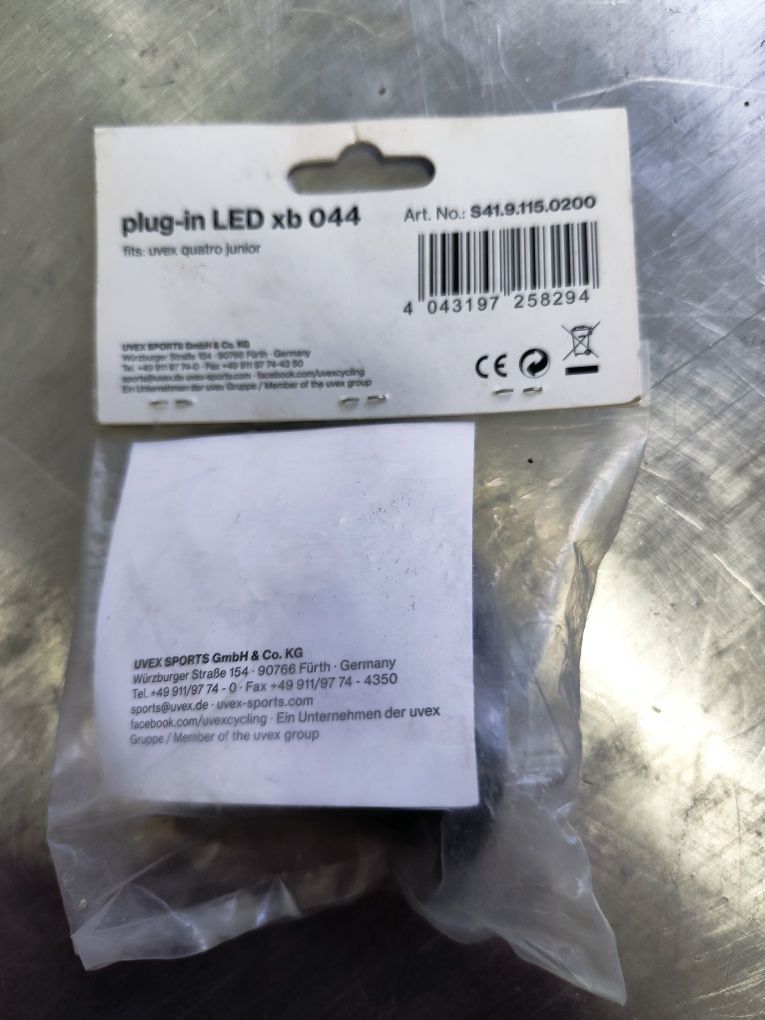 plug-in LED xb 044
fits: uvex quatro junior
Art. No.: S41.9.115.0200
4 043197 258294
UVEX SPORTS GmbH & Co. KG
Würzburger Straße 154 · 90766 Fürth · Germany
Tel. +49 911 97 74-0 · Fax +49 911 97 74-43 50
sports@uvex.de · uvex-sports.com · facebook.com/uvexcycling
Ein Unternehmen der uvex Gruppe / Member of the uvex group
CE
UVEX SPORTS GmbH & Co. KG
Würzburger Straße 154 · 90766 Fürth · Germany
Tel. +49 911/97 74 - 0 · Fax +49 911/97 74 - 4350
sports@uvex.de · uvex-sports.com
facebook.com/uvexcycling · Ein Unternehmen der uvex
Gruppe / Member of the uvex group